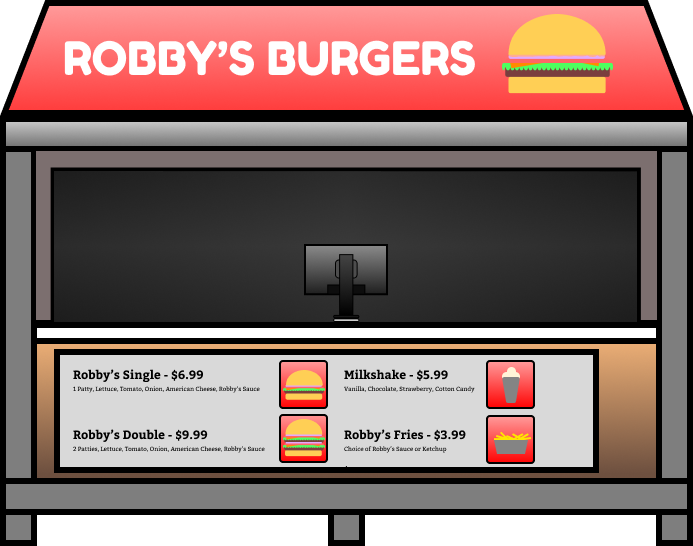 ROBBY'S BURGERS
Robby's Single - $6.99
1 Patty, Lettuce, Tomato, Onion, American Cheese, Robby's Sauce
Robby's Double - $9.99
2 Patties, Lettuce, Tomato, Onion, American Cheese, Robby's Sauce
Milkshake - $5.99
Vanilla, Chocolate, Strawberry, Cotton Candy
Robby's Fries - $3.99
Choice of Robby's Sauce or Ketchup